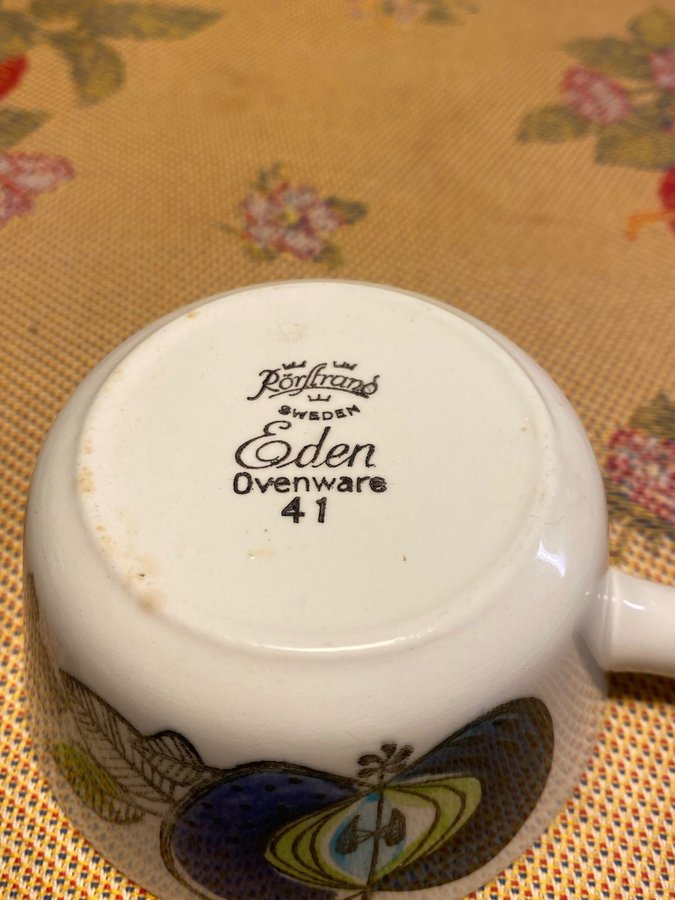 Rörstrand
SWEDEN
Eden
Ovenware
41